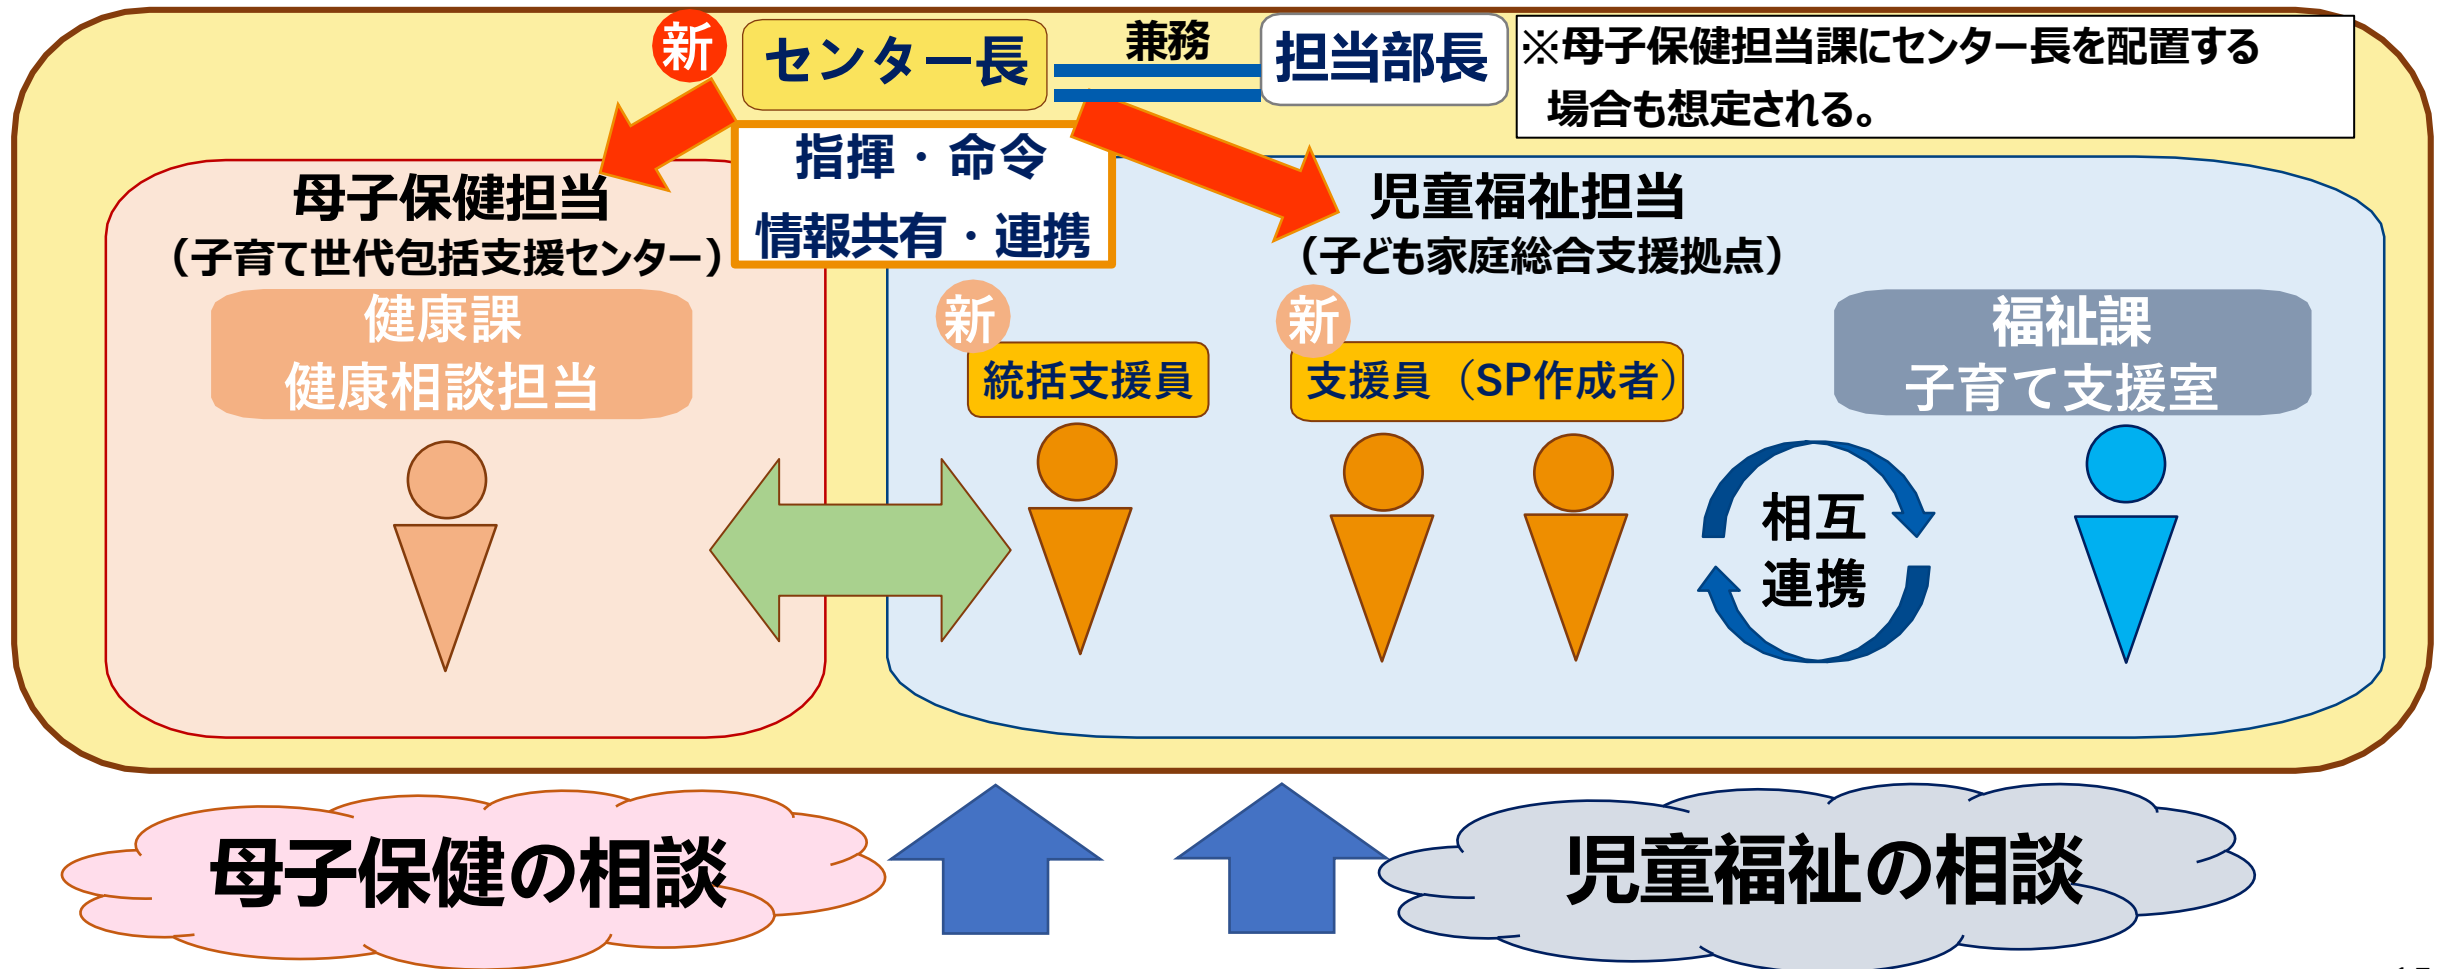 新
センター長
兼務
担当部長
※母子保健担当課にセンター長を配置する
場合も想定される。
指揮・命令
情報共有・連携
母子保健担当
（子育て世代包括支援センター）
健康課
健康相談担当
児童福祉担当
（子ども家庭総合支援拠点）
新
統括支援員
新
支援員（SP作成者）
福祉課
子育て支援室
相互
連携
母子保健の相談
児童福祉の相談